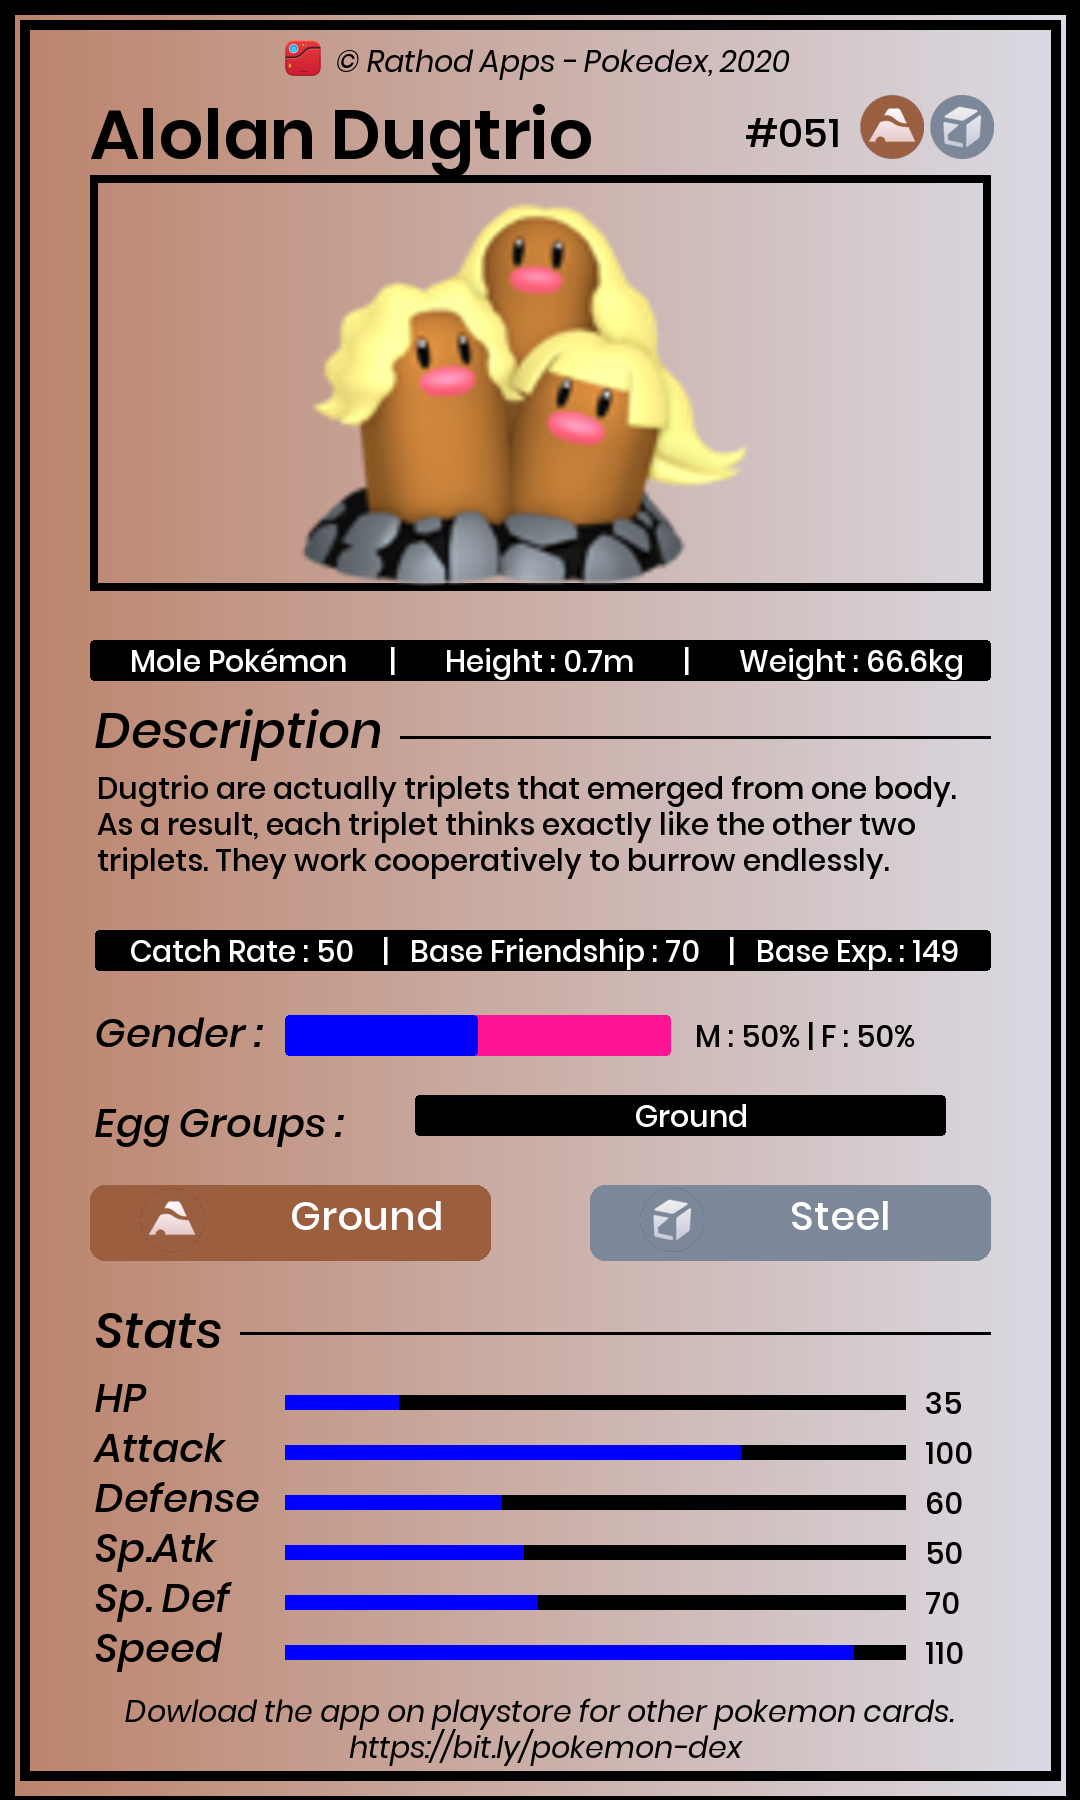 © Rathod Apps - Pokedex, 2020
Alolan Dugtrio #051
Mole Pokémon | Height : 0.7m | Weight : 66.6kg
Description
Dugtrio are actually triplets that emerged from one body.
As a result, each triplet thinks exactly like the other two
triplets. They work cooperatively to burrow endlessly.
Catch Rate : 50 | Base Friendship : 70 | Base Exp. : 149
Gender : M : 50% | F : 50%
Egg Groups : Ground
Ground Steel
Stats
HP 35
Attack 100
Defense 60
Sp.Atk 50
Sp. Def 70
Speed 110
Dowload the app on playstore for other pokemon cards.
https://bit.ly/pokemon-dex